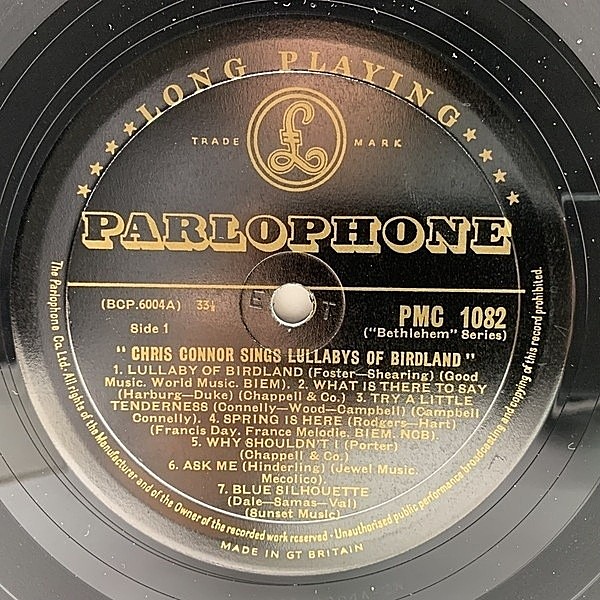 ★★★★ LONG PLAYING ★★★★
TRADE £ MARK
PARLOPHONE
(BCP.6004A) 33⅓
PMC 1082
Side 1
("Bethlehem" Series)
"CHRIS CONNOR SINGS LULLABYS OF BIRDLAND"
1. LULLABY OF BIRDLAND (Foster—Shearing) (Good
Music. World Music. BIEM). 2. WHAT IS THERE TO SAY
(Harburg—Duke) (Chappell & Co.) 3. TRY A LITTLE
TENDERNESS (Connelly—Wood—Campbell) (Campbell
Connelly). 4. SPRING IS HERE (Rodgers—Hart)
(Francis Day. France Melodie. BIEM. NCB).
5. WHY SHOULDN'T I (Porter)
(Chappell & Co.)
6. ASK ME (Hinderling) (Jewel Music.
Mecolico).
7. BLUE SILHOUETTE
(Dale—Samas—Val)
(Sunset Music)
The Parlophone Co. Ltd. All rights of the Manufacturer and of the Owner of the recorded work reserved · Unauthorised public performance broadcasting and copying of this record prohibited.
MADE IN GT BRITAIN